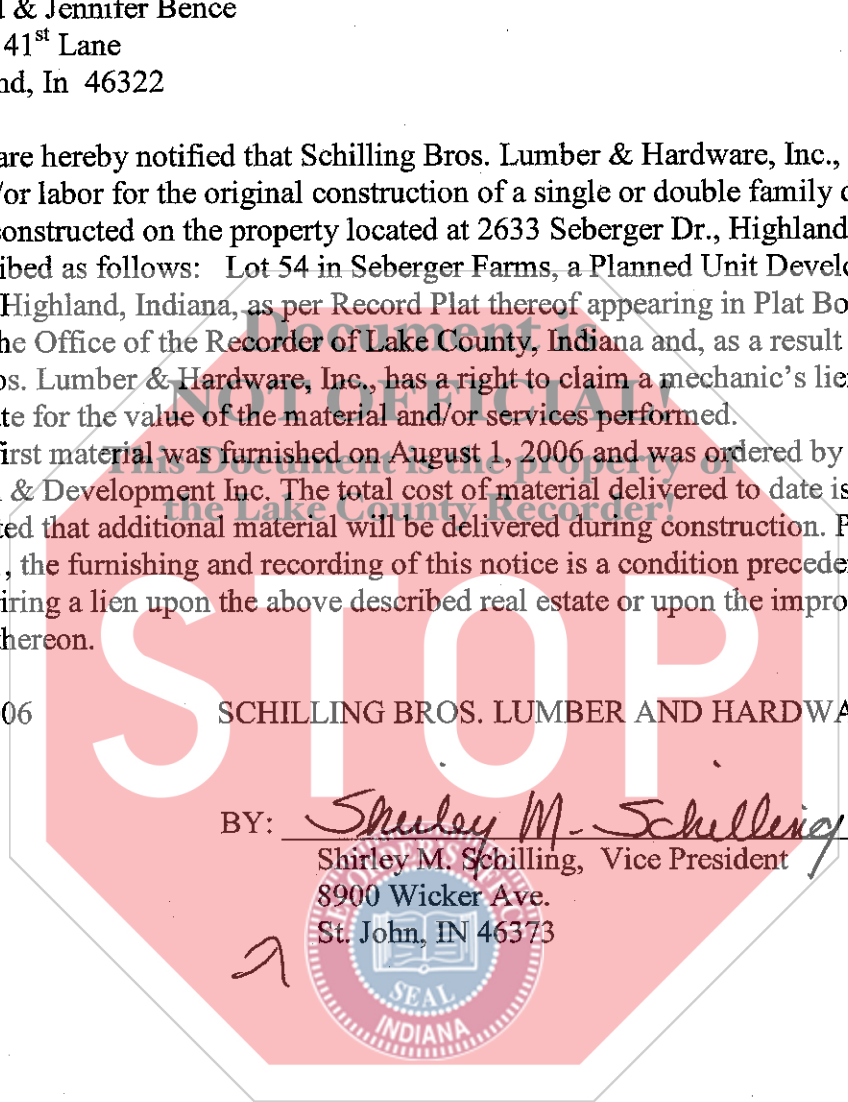 & Jennifer Bence
41st Lane
nd, In 46322
are hereby notified that Schilling Bros. Lumber & Hardware, Inc.,
/or labor for the original construction of a single or double family d
constructed on the property located at 2633 Seberger Dr., Highland
ibed as follows: Lot 54 in Seberger Farms, a Planned Unit Develo
Highland, Indiana, as per Record Plat thereof appearing in Plat Bo
Document is
he Office of the Recorder of Lake County, Indiana and, as a result
NOT OFFICIAL!
os. Lumber & Hardware, Inc., has a right to claim a mechanic's lie
te for the value of the material and/or services performed.
first material was furnished on August 1, 2006 and was ordered by
This Document is the property of
& Development Inc. The total cost of material delivered to date is
the Lake County Recorder!
ted that additional material will be delivered during construction. P
, the furnishing and recording of this notice is a condition precede
iring a lien upon the above described real estate or upon the impro
thereon.
STOP
06 SCHILLING BROS. LUMBER AND HARDWA
BY: Shirley M. Schilling
Shirley M. Schilling, Vice President
8900 Wicker Ave.
St. John, IN 46373
SEAL
INDIANA